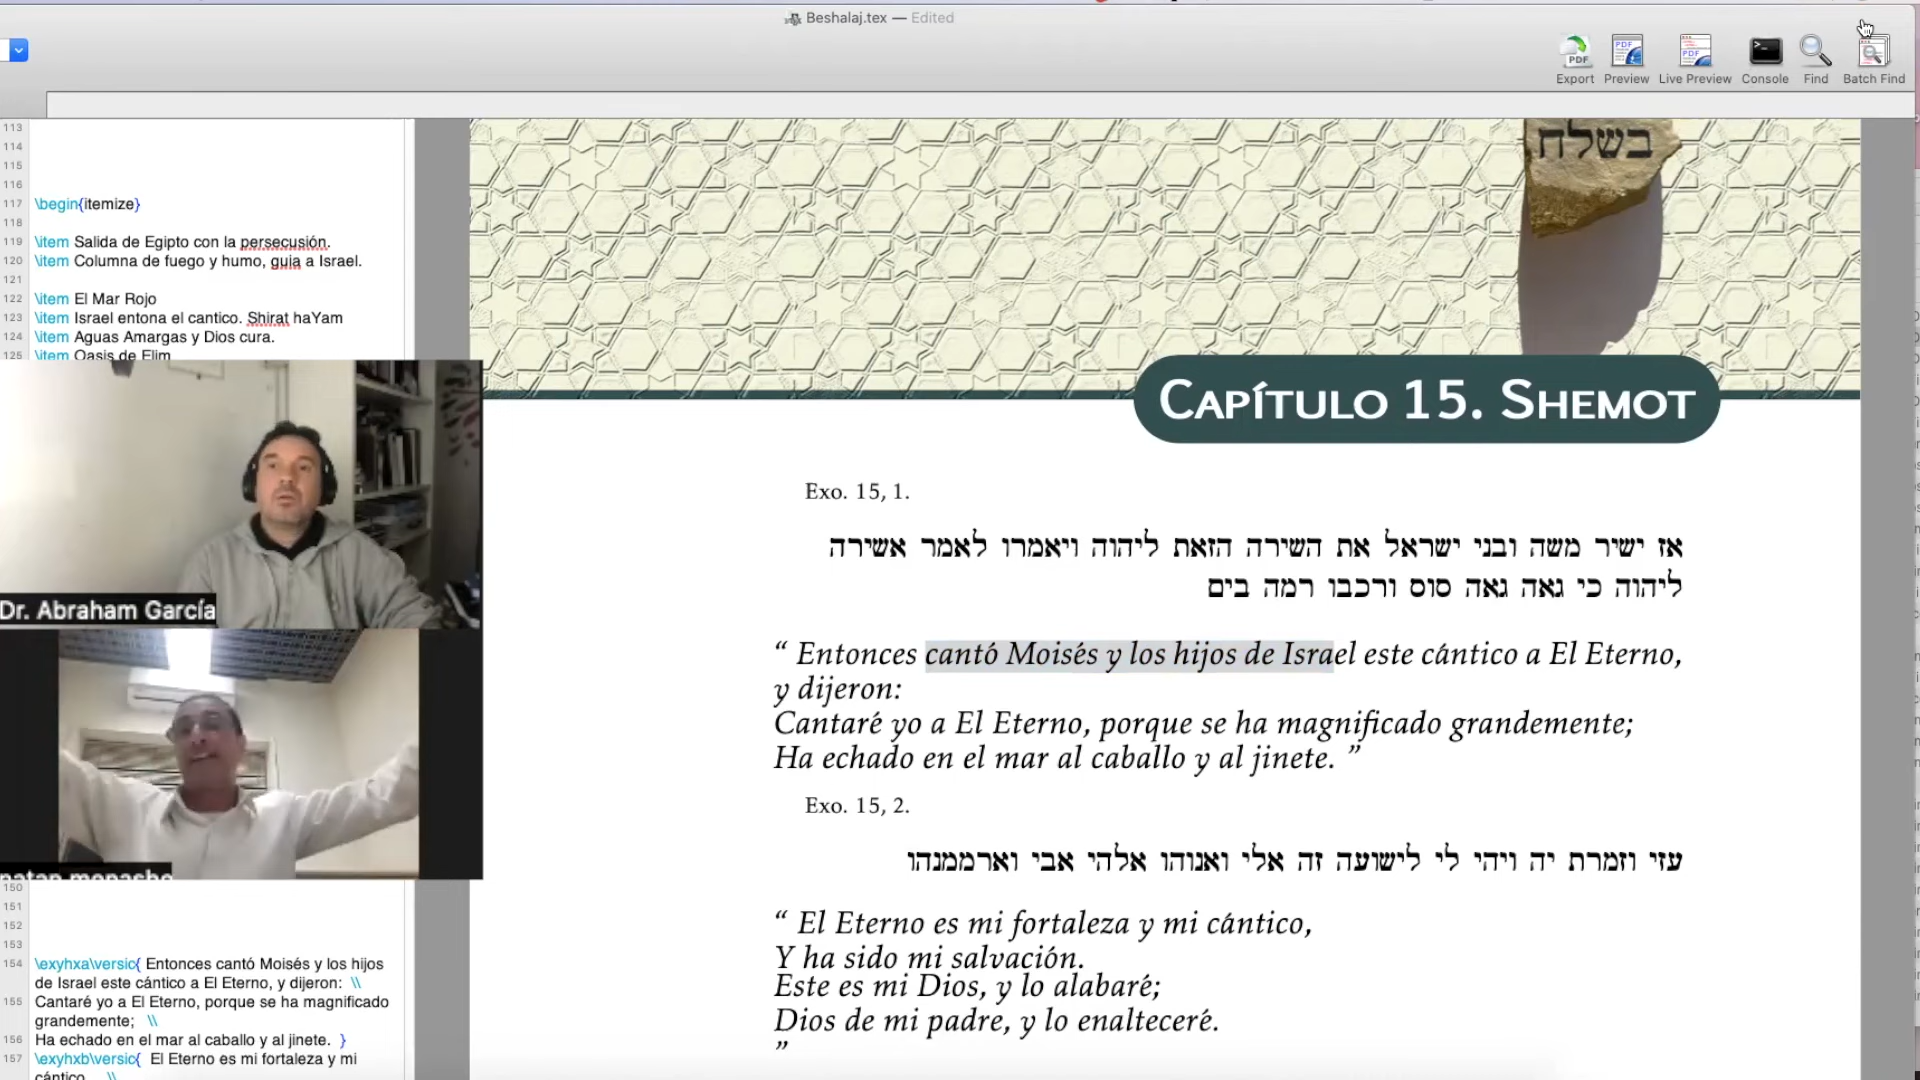 Beshalaj.tex — Edited
Export Preview Live Preview Console Find Batch Find
113
114
115
116
117 \begin{itemize}
118
119 \item Salida de Egipto con la persecusión.
120 \item Columna de fuego y humo, guia a Israel.
121
122 \item El Mar Rojo
123 \item Israel entona el cantico. Shirat haYam
124 \item Aguas Amargas y Dios cura.
125 \item Oasis de Elim
Dr. Abraham García
150
151
152
153
154 \exyhxa\versic{ Entonces cantó Moisés y los hijos
de Israel este cántico a El Eterno, y dijeron: \\
155 Cantaré yo a El Eterno, porque se ha magnificado
grandemente; \\
156 Ha echado en el mar al caballo y al jinete. }
157 \exyhxb\versic{ El Eterno es mi fortaleza y mi
cántico, \\
בשלח
Capítulo 15. Shemot
Exo. 15, 1.
אז ישיר משה ובני ישראל את השירה הזאת ליהוה ויאמרו לאמר אשירה
ליהוה כי גאה גאה סוס ורכבו רמה בים
“ Entonces cantó Moisés y los hijos de Israel este cántico a El Eterno,
y dijeron:
Cantaré yo a El Eterno, porque se ha magnificado grandemente;
Ha echado en el mar al caballo y al jinete. ”
Exo. 15, 2.
עזי וזמרת יה ויהי לי לישועה זה אלי ואנוהו אלהי אבי וארממנהו
“ El Eterno es mi fortaleza y mi cántico,
Y ha sido mi salvación.
Este es mi Dios, y lo alabaré;
Dios de mi padre, y lo enalteceré.
”